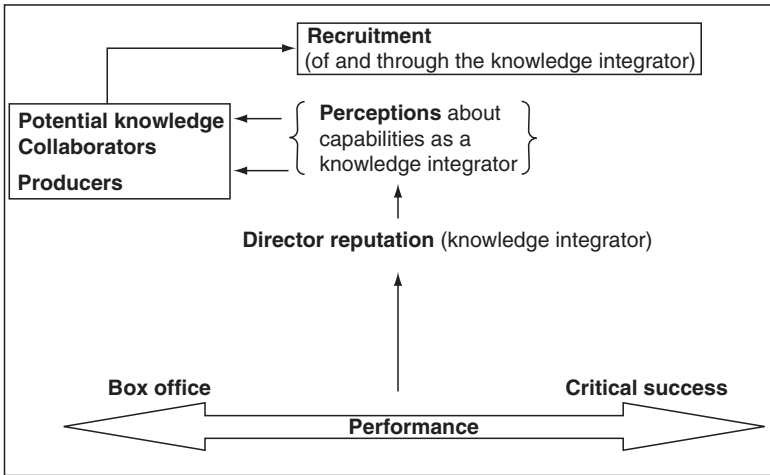 Recruitment
(of and through the knowledge integrator)
Potential knowledge
Collaborators
Producers
Perceptions about
capabilities as a
knowledge integrator
Director reputation (knowledge integrator)
Box office
Critical success
Performance